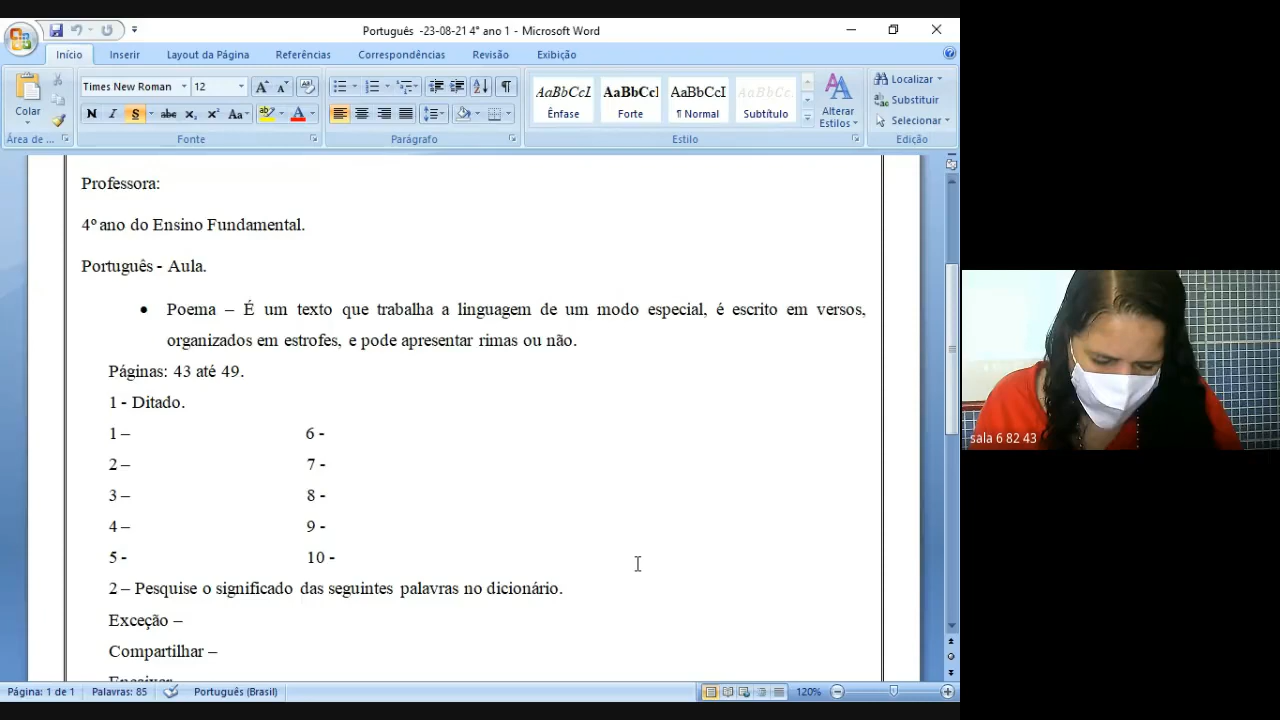 Português -23-08-21 4° ano 1 - Microsoft Word
Início Inserir Layout da Página Referências Correspondências Revisão Exibição
Times New Roman 12
Colar
N I S abc x₂ x² Aa
Área de... Fonte Parágrafo Estilo Edição
AaBbCcI AaBbCc AaBbCcI AaBbCc
Ênfase Forte ¶ Normal Subtítulo
Alterar Estilos
Localizar
Substituir
Selecionar
Professora:
4º ano do Ensino Fundamental.
Português - Aula.
• Poema – É um texto que trabalha a linguagem de um modo especial, é escrito em versos,
organizados em estrofes, e pode apresentar rimas ou não.
Páginas: 43 até 49.
1 - Ditado.
1 – 6 -
2 – 7 -
3 – 8 -
4 – 9 -
5 - 10 -
2 – Pesquise o significado das seguintes palavras no dicionário.
Exceção –
Compartilhar –
sala 6 82 43
Página: 1 de 1 Palavras: 85 Português (Brasil) 120%